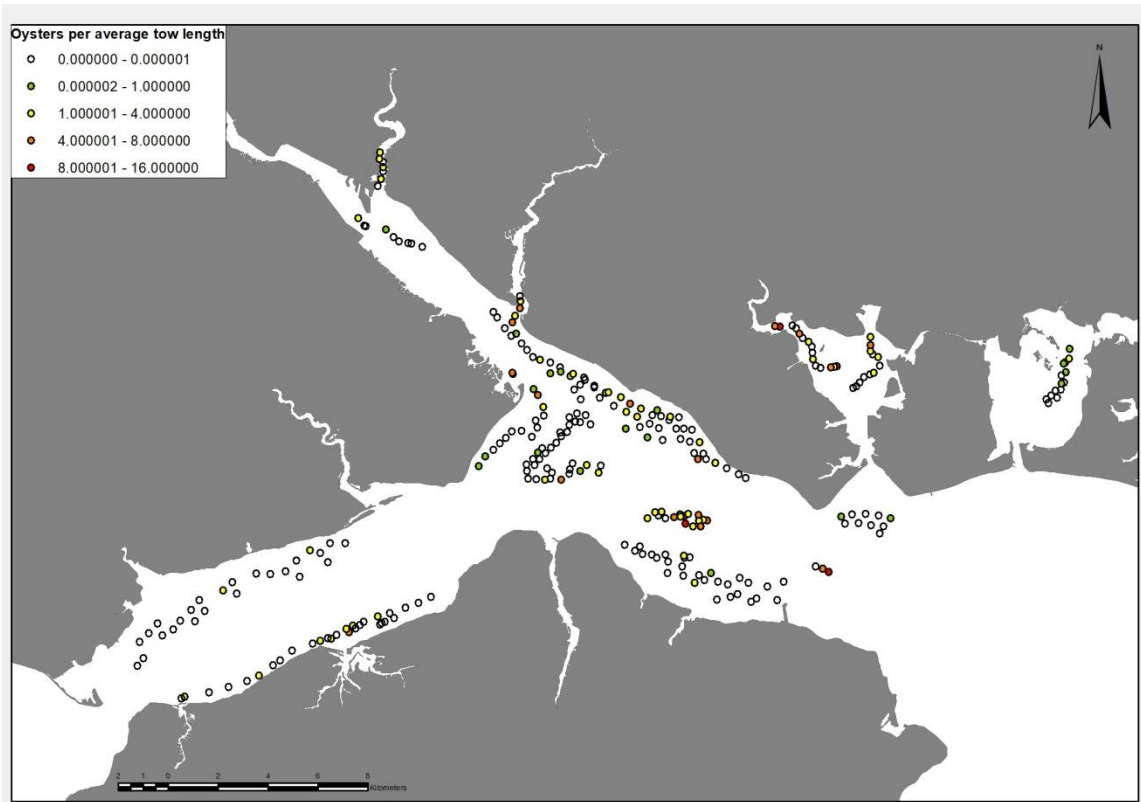 Oysters per average tow length
0.000000 - 0.000001
0.000002 - 1.000000
1.000001 - 4.000000
4.000001 - 8.000000
8.000001 - 16.000000
N
2 1 0 2 4 6 8
Kilometers